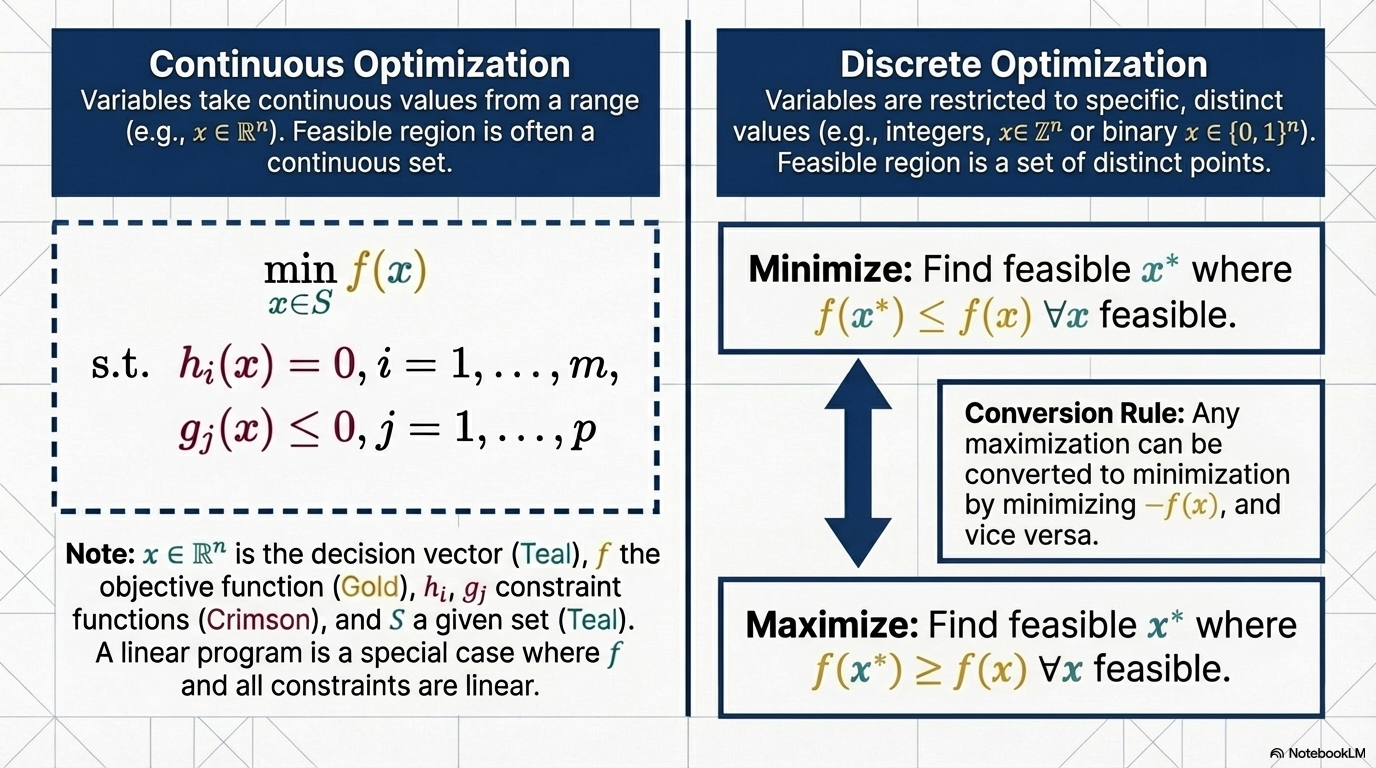 Continuous Optimization
Variables take continuous values from a range
(e.g., x ∈ ℝⁿ). Feasible region is often a
continuous set.
min f(x)
x∈S
s.t. hᵢ(x) = 0, i = 1, . . . , m,
gⱼ(x) ≤ 0, j = 1, . . . , p
Note: x ∈ ℝⁿ is the decision vector (Teal), f the
objective function (Gold), hᵢ, gⱼ constraint
functions (Crimson), and S a given set (Teal).
A linear program is a special case where f
and all constraints are linear.
Discrete Optimization
Variables are restricted to specific, distinct
values (e.g., integers, x∈ ℤⁿ or binary x ∈ {0, 1}ⁿ).
Feasible region is a set of distinct points.
Minimize: Find feasible x* where
f(x*) ≤ f(x) ∀x feasible.
Conversion Rule: Any
maximization can be
converted to minimization
by minimizing −f(x), and
vice versa.
Maximize: Find feasible x* where
f(x*) ≥ f(x) ∀x feasible.
NotebookLM